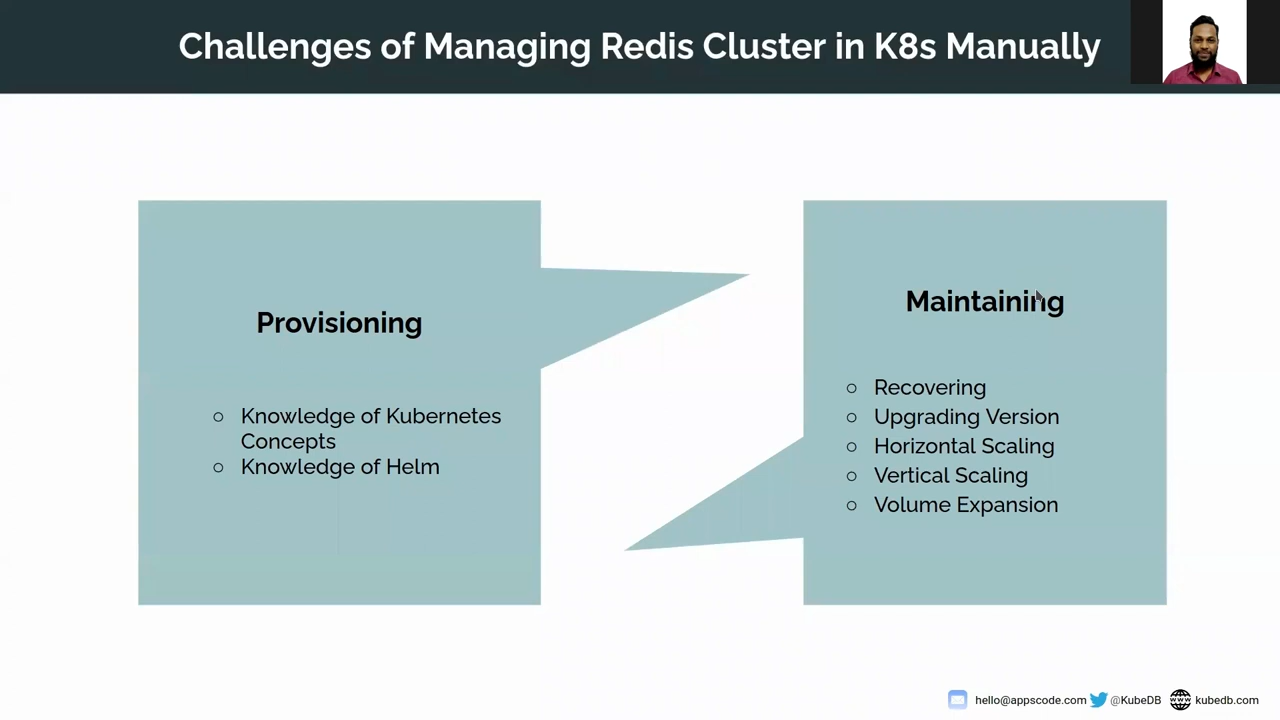 Challenges of Managing Redis Cluster in K8s Manually
Provisioning
Knowledge of Kubernetes
Concepts
Knowledge of Helm
Maintaining
Recovering
Upgrading Version
Horizontal Scaling
Vertical Scaling
Volume Expansion
hello@appscode.com @KubeDB www kubedb.com